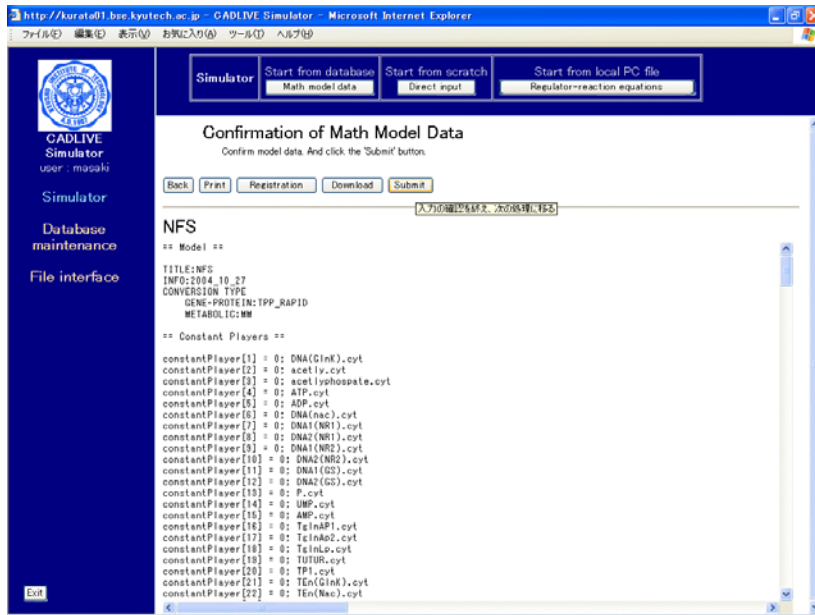 http://kurata01.bse.kyutech.ac.jp - CADLIVE Simulator - Microsoft Internet Explorer
ファイル(F) 編集(E) 表示(V) お気に入り(A) ツール(T) ヘルプ(H)
Simulator
Start from database
Math model data
Start from scratch
Direct input
Start from local PC file
Regulator-reaction equations
CADLIVE
Simulator
user : masaki
Simulator
Database
maintenance
File interface
Exit
Confirmation of Math Model Data
Confirm model data. And click the 'Submit' button.
Back Print Registration Download Submit
入力の確認を終え、次の処理に移る
NFS
== Model ==
TITLE:NFS
INFO:2004_10_27
CONVERSION TYPE
GENE-PROTEIN:TPP_RAPID
METABOLIC:MM
== Constant Players ==
constantPlayer[1] = 0; DNA(GlnK).cyt
constantPlayer[2] = 0; acetly.cyt
constantPlayer[3] = 0; acetlyphospate.cyt
constantPlayer[4] = 0; ATP.cyt
constantPlayer[5] = 0; ADP.cyt
constantPlayer[6] = 0; DNA(nac).cyt
constantPlayer[7] = 0; DNA1(NR1).cyt
constantPlayer[8] = 0; DNA2(NR1).cyt
constantPlayer[9] = 0; DNA1(NR2).cyt
constantPlayer[10] = 0; DNA2(NR2).cyt
constantPlayer[11] = 0; DNA1(GS).cyt
constantPlayer[12] = 0; DNA2(GS).cyt
constantPlayer[13] = 0; P.cyt
constantPlayer[14] = 0; UMP.cyt
constantPlayer[15] = 0; AMP.cyt
constantPlayer[16] = 0; TglnAP1.cyt
constantPlayer[17] = 0; TglnAp2.cyt
constantPlayer[18] = 0; TglnLp.cyt
constantPlayer[19] = 0; TUTUR.cyt
constantPlayer[20] = 0; TP1.cyt
constantPlayer[21] = 0; TEn(GlnK).cyt
constantPlayer[22] = 0; TEn(Nac).cyt